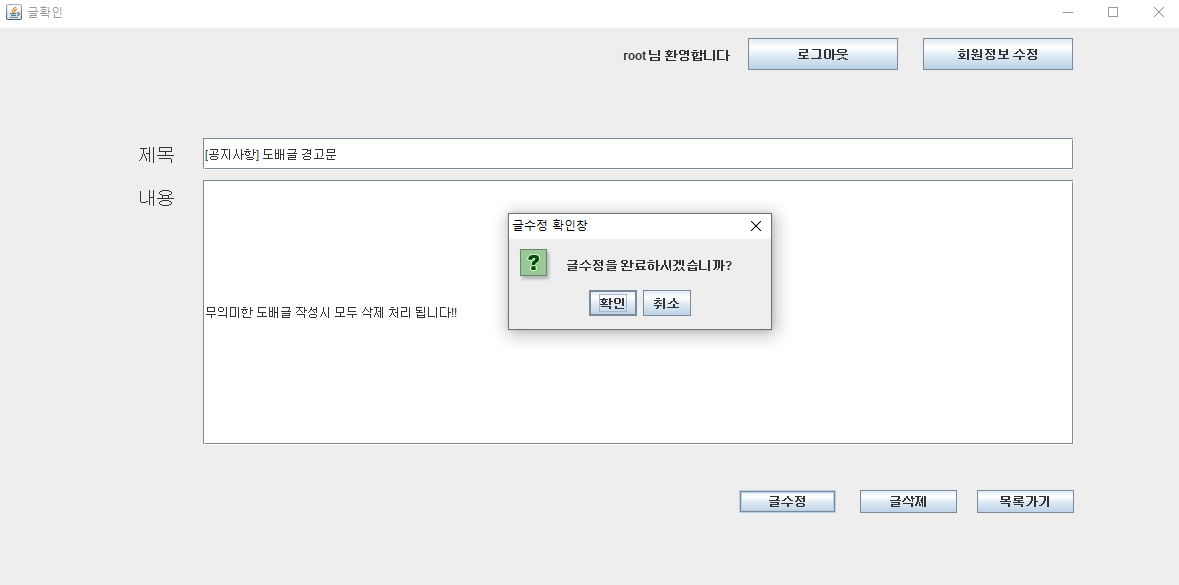 글확인
root님 환영합니다 로그아웃 회원정보 수정
제목 [공지사항] 도배글 경고문
내용
글수정 확인창
? 글수정을 완료하시겠습니까?
확인 취소
무의미한 도배글 작성시 모두 삭제 처리 됩니다!!
글수정 글삭제 목록가기